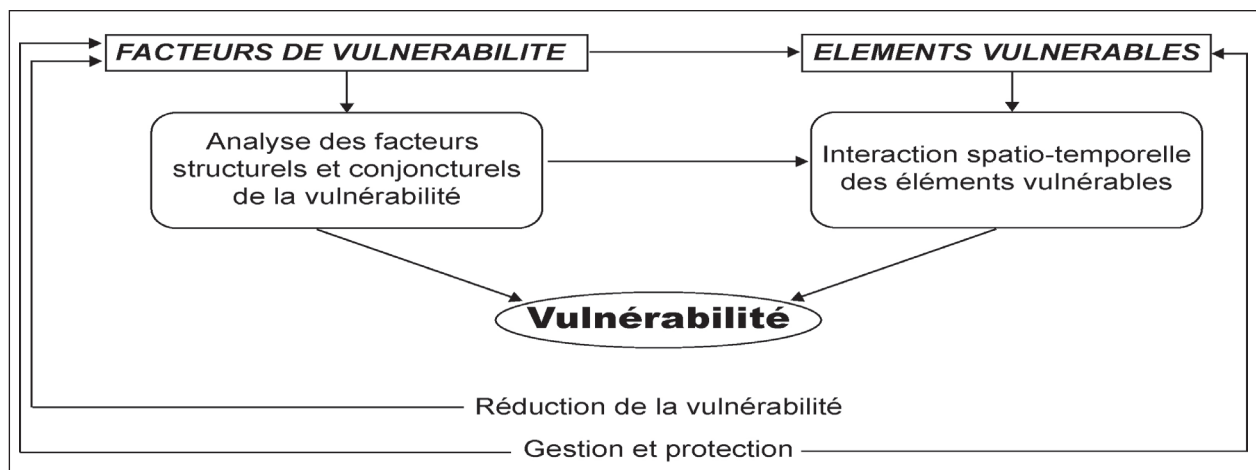 FACTEURS DE VULNERABILITE
ELEMENTS VULNERABLES
Analyse des facteurs
structurels et conjoncturels
de la vulnérabilité
Interaction spatio-temporelle
des éléments vulnérables
Vulnérabilité
Réduction de la vulnérabilité
Gestion et protection